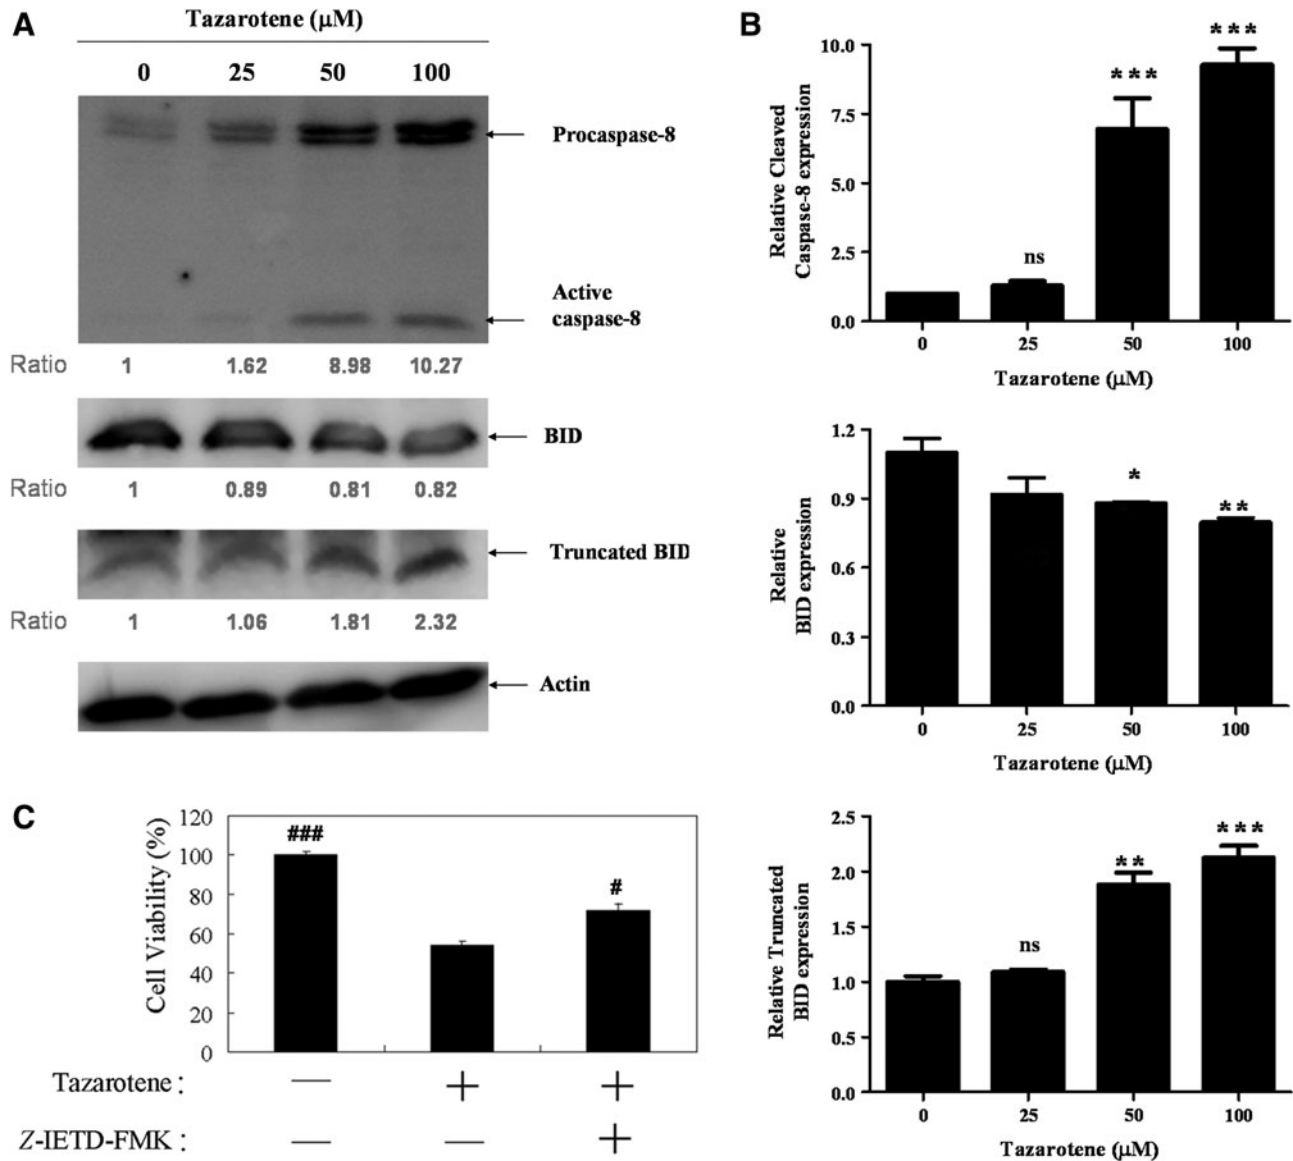 A
Tazarotene (μM)
0 25 50 100
Procaspase-8
Active
caspase-8
Ratio 1 1.62 8.98 10.27
BID
Ratio 1 0.89 0.81 0.82
Truncated BID
Ratio 1 1.06 1.81 2.32
Actin
B
Relative Cleaved
Caspase-8 expression
10.0
7.5
5.0
2.5
0.0
ns
***
***
0 25 50 100
Tazarotene (μM)
Relative
BID expression
1.2
0.9
0.6
0.3
0.0
*
**
0 25 50 100
Tazarotene (μM)
Relative Truncated
BID expression
2.5
2.0
1.5
1.0
0.5
0.0
ns
**
***
0 25 50 100
Tazarotene (μM)
C
Cell Viability (%)
120
100
80
60
40
20
0
###
#
Tazarotene : — + +
Z-IETD-FMK : — — +